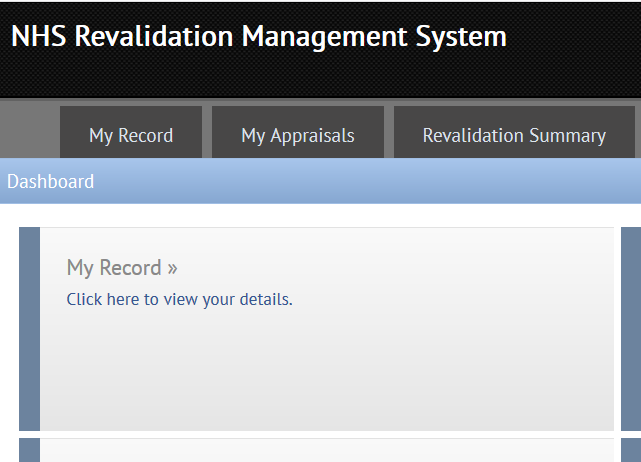 NHS Revalidation Management System
My Record
My Appraisals
Revalidation Summary
Dashboard
My Record »
Click here to view your details.